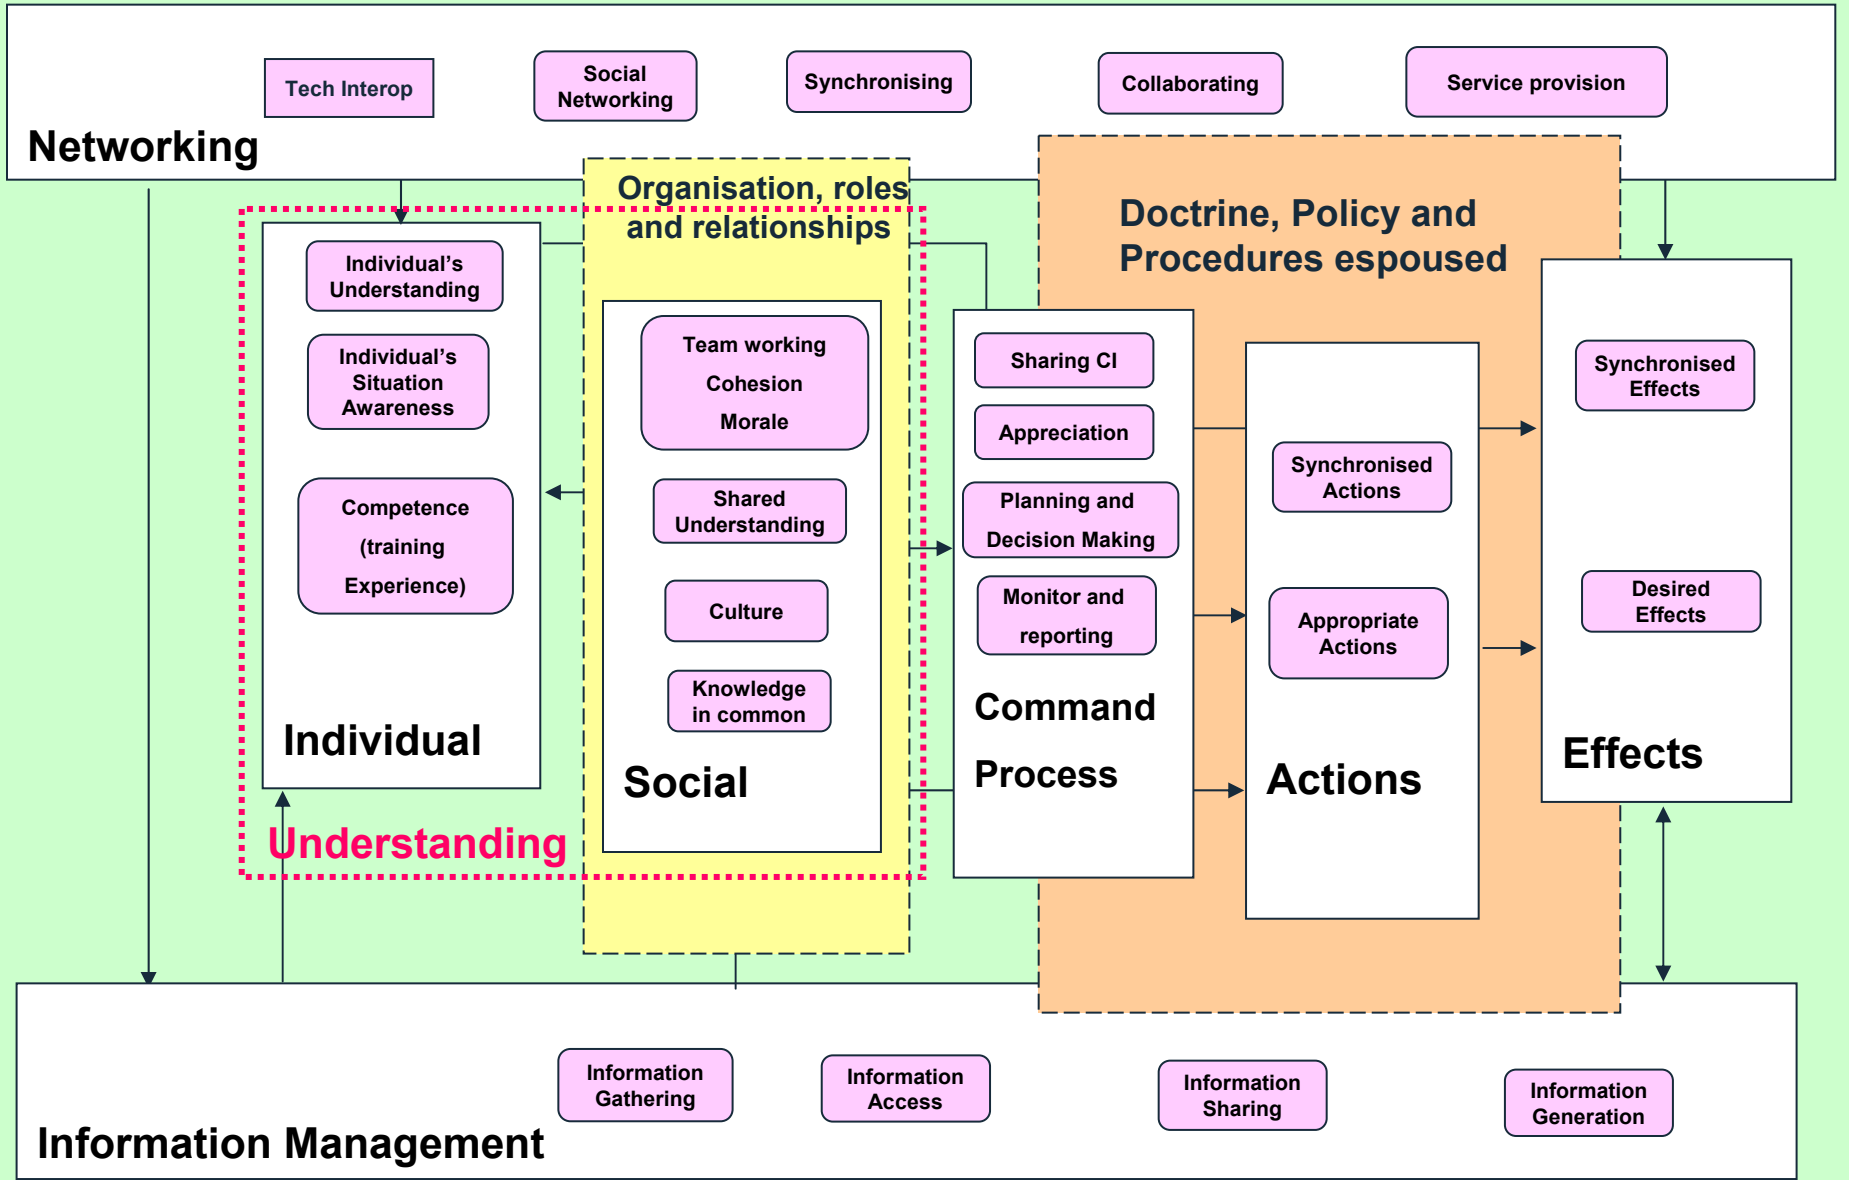 Tech Interop
Social
Networking
Synchronising
Collaborating
Service provision
Networking
Organisation, roles
and relationships
Doctrine, Policy and
Procedures espoused
Individual's
Understanding
Individual's
Situation
Awareness
Competence
(training
Experience)
Individual
Understanding
Team working
Cohesion
Morale
Shared
Understanding
Culture
Knowledge
in common
Social
Sharing CI
Appreciation
Planning and
Decision Making
Monitor and
reporting
Command
Process
Synchronised
Actions
Appropriate
Actions
Actions
Synchronised
Effects
Desired
Effects
Effects
Information
Gathering
Information
Access
Information
Sharing
Information
Generation
Information Management